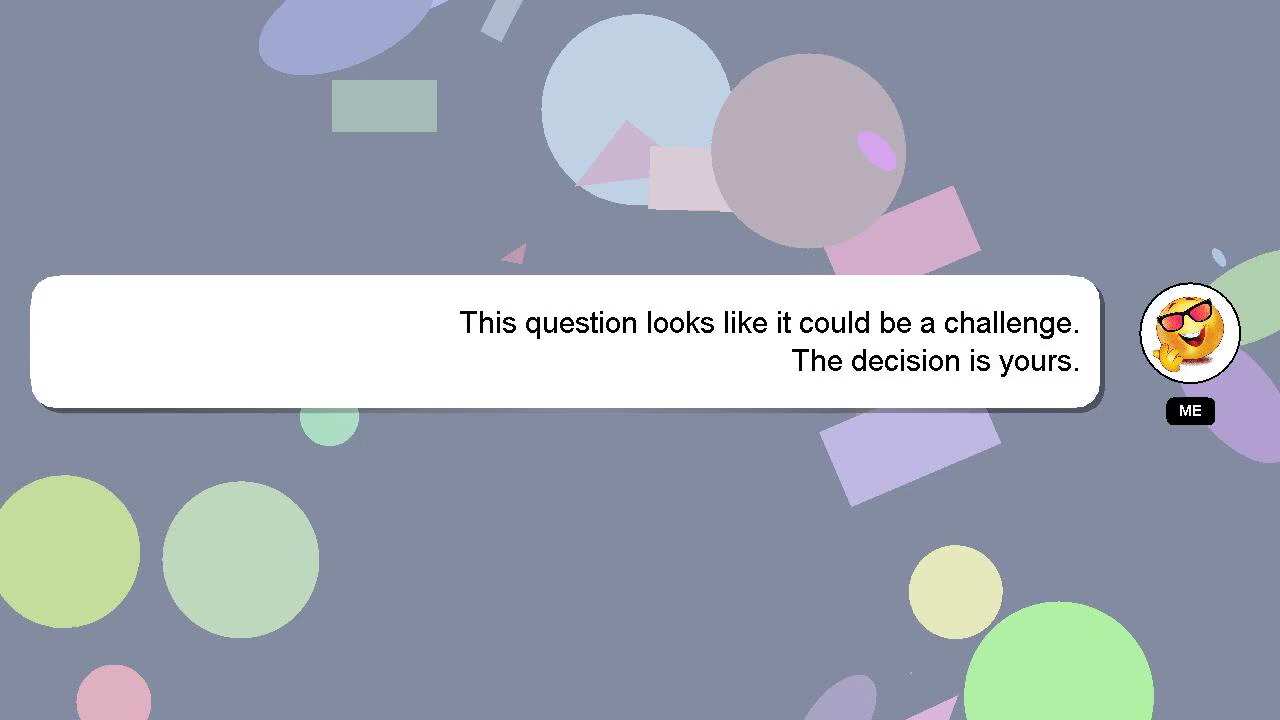 This question looks like it could be a challenge.
The decision is yours.
ME